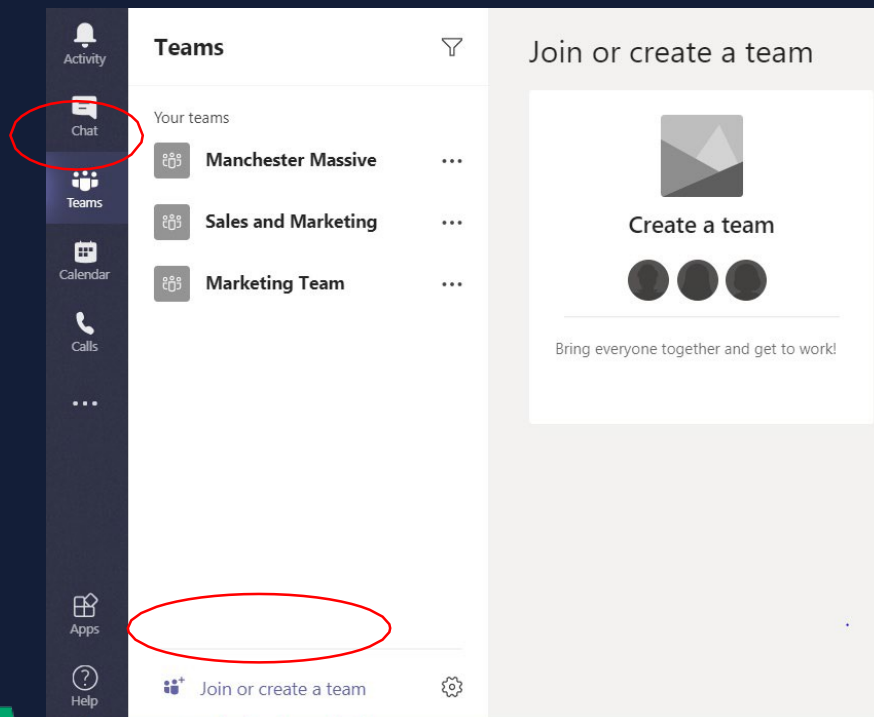 Activity
Chat
Teams
Calendar
Calls
Apps
Help
Teams
Your teams
Manchester Massive
Sales and Marketing
Marketing Team
Join or create a team
Join or create a team
Create a team
Bring everyone together and get to work!